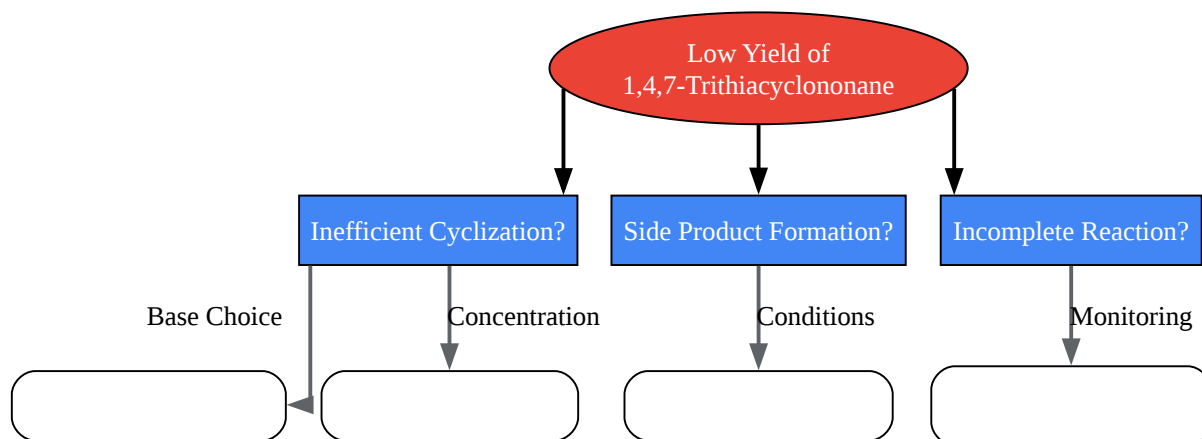 Low Yield of
1,4,7-Trithiacyclononane
Inefficient Cyclization?
Side Product Formation?
Incomplete Reaction?
Base Choice
Concentration
Conditions
Monitoring